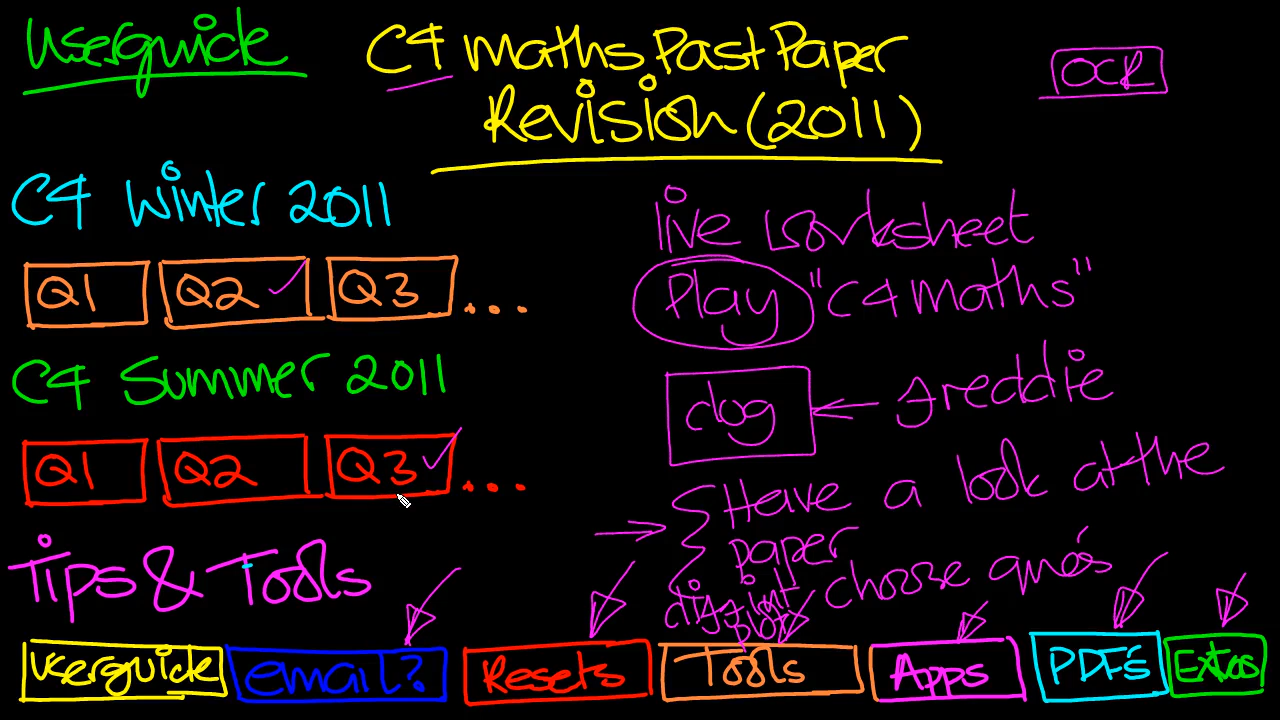 Userguide
C4 Maths Past Paper
Revision (2011)
OCR
C4 Winter 2011
Q1 Q2 Q3 ...
C4 Summer 2011
Q1 Q2 Q3 ...
Tips & Tools
live worksheet
Play "C4 Maths"
dog freddie
Have a look at the
paper
choose ques
Userguide email? Resets Tools Apps PDFs Extras